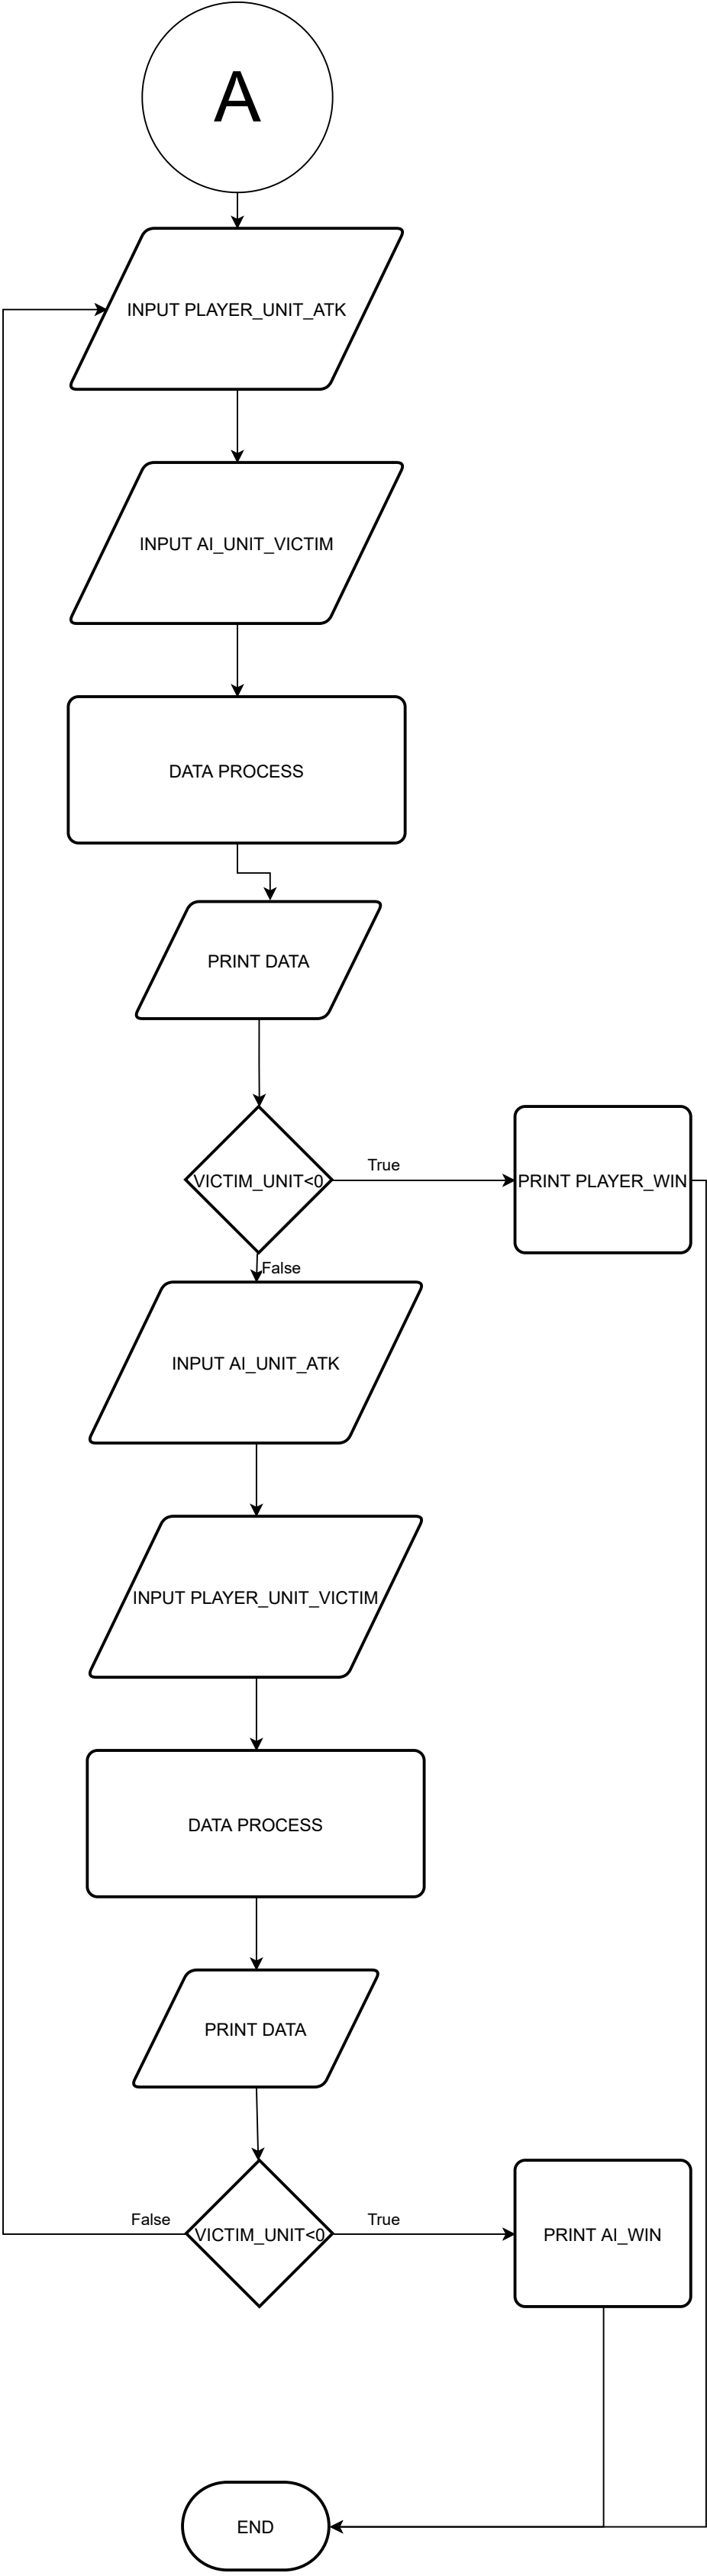 A
INPUT PLAYER_UNIT_ATK
INPUT AI_UNIT_VICTIM
DATA PROCESS
PRINT DATA
VICTIM_UNIT<0
True
PRINT PLAYER_WIN
False
INPUT AI_UNIT_ATK
INPUT PLAYER_UNIT_VICTIM
DATA PROCESS
PRINT DATA
False
VICTIM_UNIT<0
True
PRINT AI_WIN
END